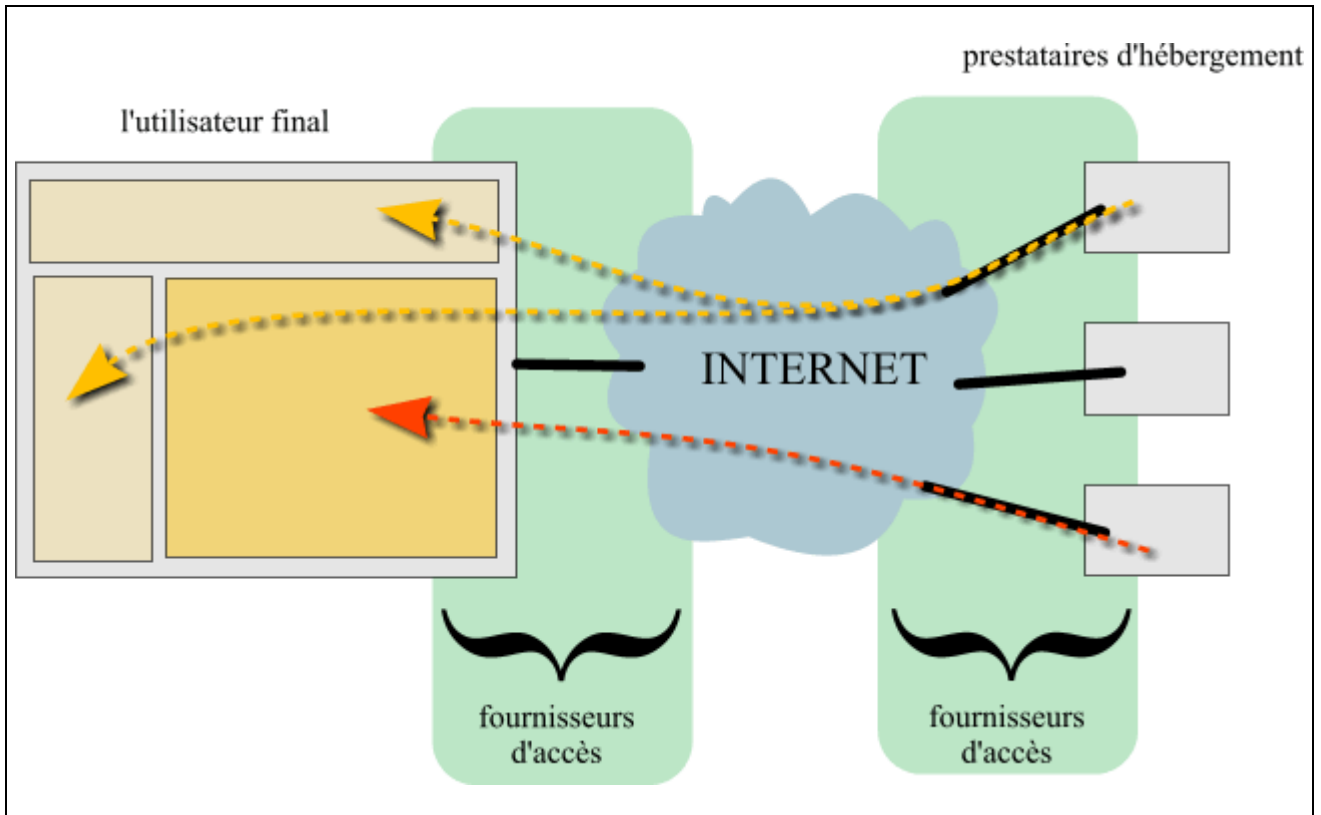 prestataires d'hébergement
l'utilisateur final
INTERNET
fournisseurs
d'accès
fournisseurs
d'accès